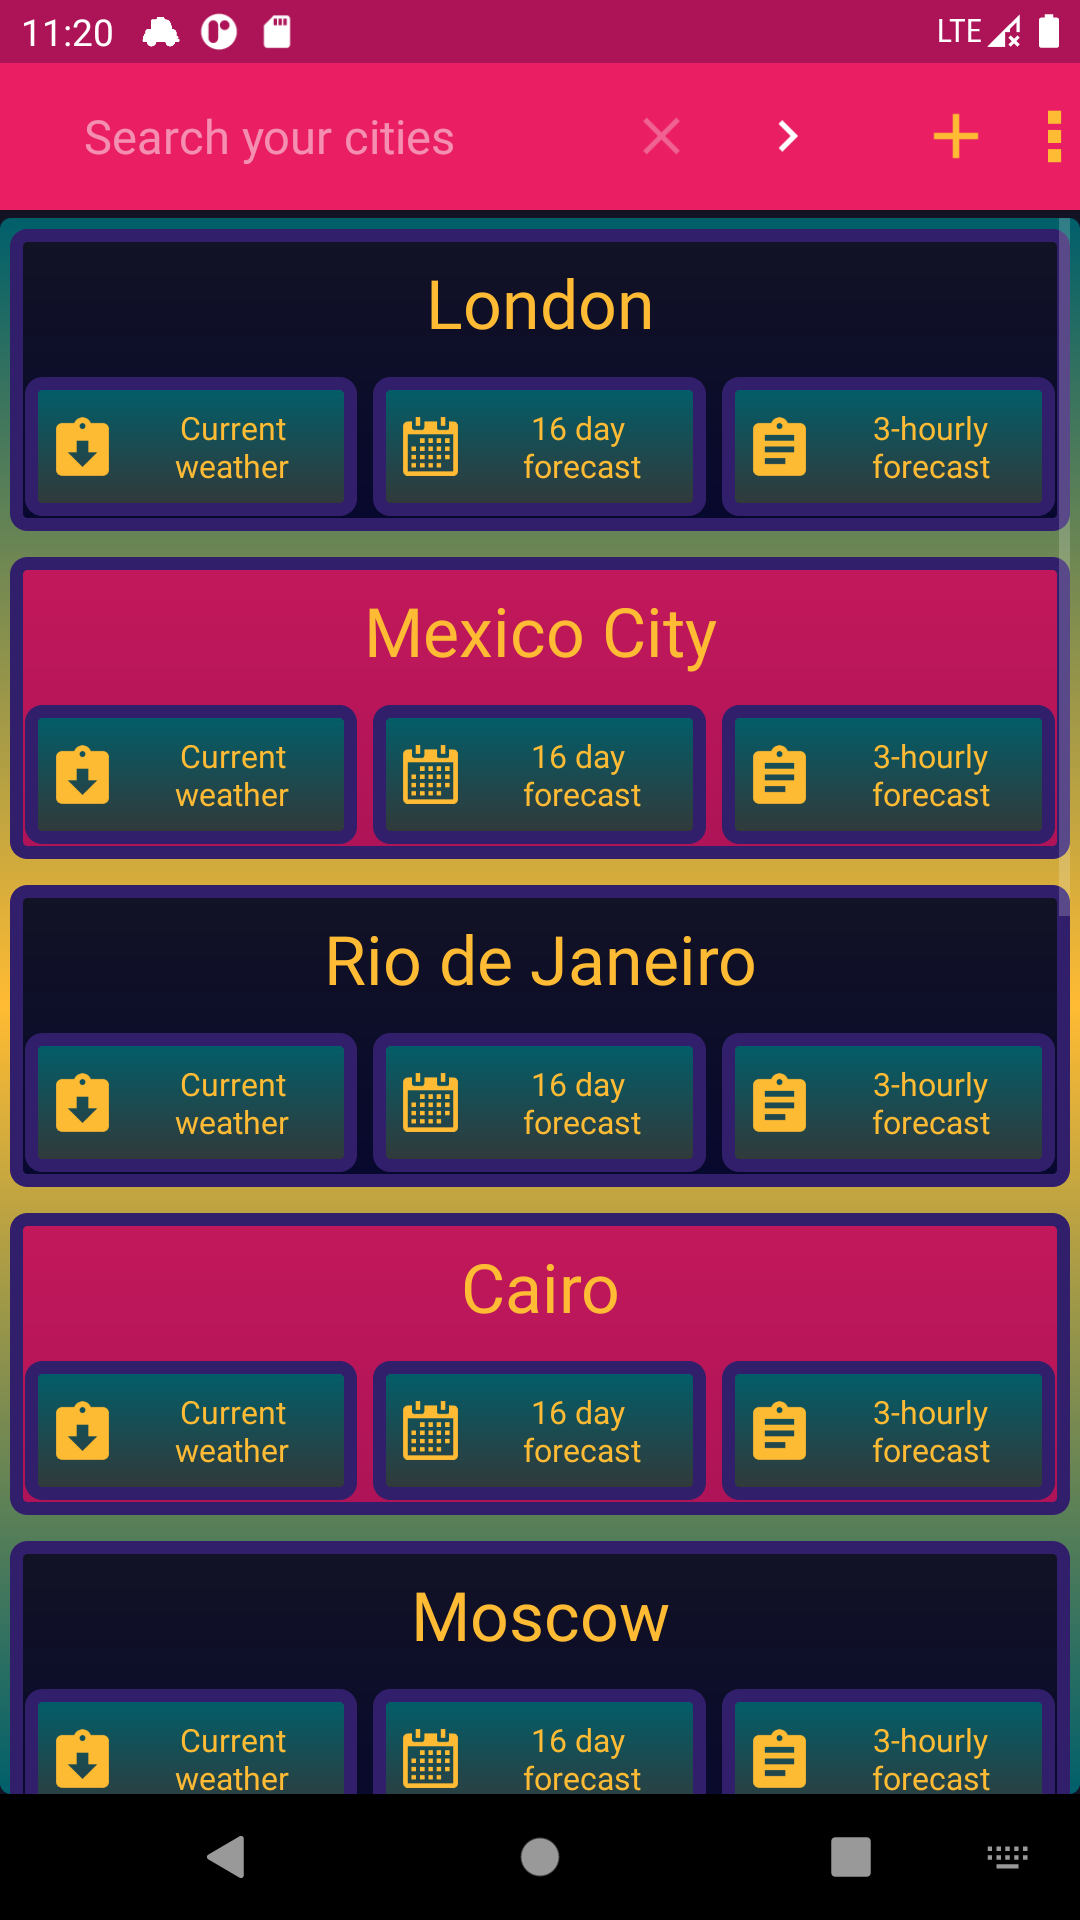 11:20
LTE
Search your cities
London
Current
weather
16 day
forecast
3-hourly
forecast
Mexico City
Current
weather
16 day
forecast
3-hourly
forecast
Rio de Janeiro
Current
weather
16 day
forecast
3-hourly
forecast
Cairo
Current
weather
16 day
forecast
3-hourly
forecast
Moscow
Current
weather
16 day
forecast
3-hourly
forecast